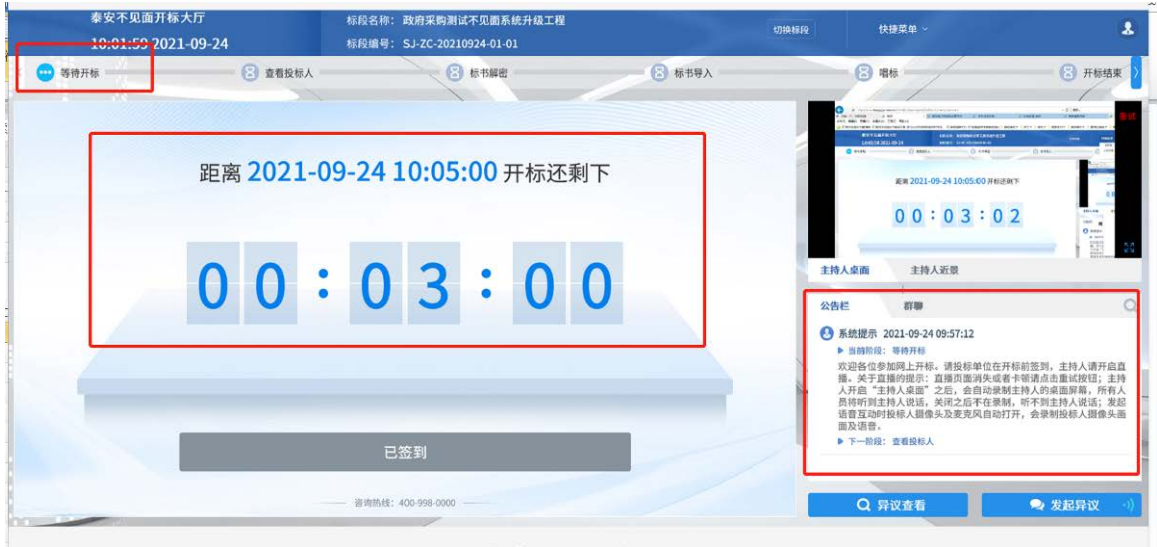 泰安不见面开标大厅
10:01:59 2021-09-24
标段名称： 政府采购测试不见面系统升级工程
标段编号： SJ-ZC-20210924-01-01
切换标段
快捷菜单
等待开标
查看投标人
标书解密
标书导入
唱标
开标结束
距离 2021-09-24 10:05:00 开标还剩下
00：03：00
已签到
咨询热线：400-998-0000
重试
距离 2021-09-24 10:05:00 开标还剩下
00：03：02
主持人桌面
主持人近景
公告栏
群聊
系统提示 2021-09-24 09:57:12
当前阶段： 等待开标
欢迎各位参加网上开标。请投标单位在开标前签到，主持人请开启直
播。关于直播的提示：直播页面消失或者卡顿请点击重试按钮；主持
人开启“主持人桌面”之后，会自动录制主持人的桌面屏幕，所有人
员将听到主持人说话，关闭之后不在录制，听不到主持人说话；发起
语音互动时投标人摄像头及麦克风自动打开，会录制投标人摄像头画
面及语音。
下一阶段： 查看投标人
异议查看
发起异议